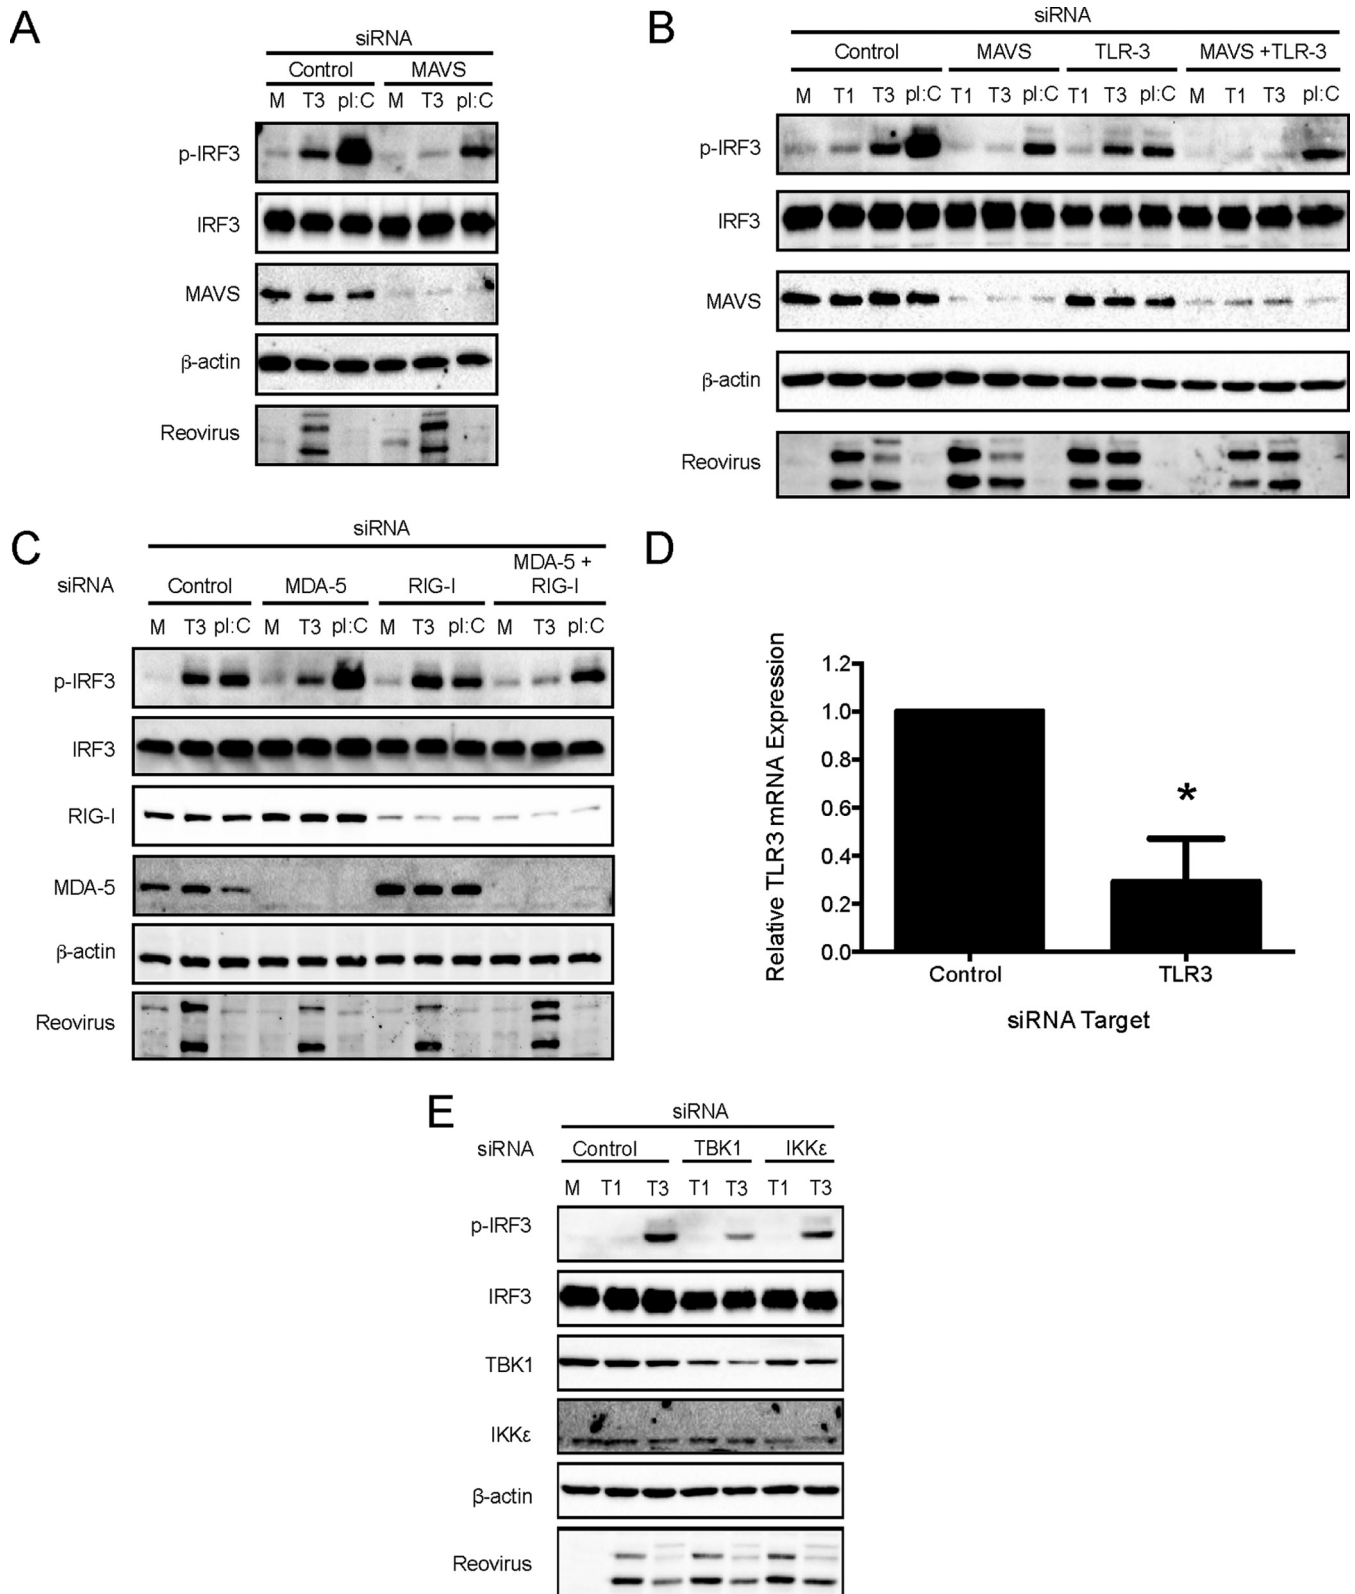 A
siRNA
Control MAVS
M T3 pI:C M T3 pI:C
p-IRF3
IRF3
MAVS
β-actin
Reovirus
B
siRNA
Control MAVS TLR-3 MAVS +TLR-3
M T1 T3 pI:C T1 T3 pI:C T1 T3 pI:C M T1 T3 pI:C
p-IRF3
IRF3
MAVS
β-actin
Reovirus
C
siRNA
siRNA Control MDA-5 RIG-I MDA-5 +
RIG-I
M T3 pI:C M T3 pI:C M T3 pI:C M T3 pI:C
p-IRF3
IRF3
RIG-I
MDA-5
β-actin
Reovirus
D
Relative TLR3 mRNA Expression
1.2
1.0
0.8
0.6
0.4
0.2
0.0
*
Control TLR3
siRNA Target
E
siRNA
siRNA Control TBK1 IKKε
M T1 T3 T1 T3 T1 T3
p-IRF3
IRF3
TBK1
IKKε
β-actin
Reovirus